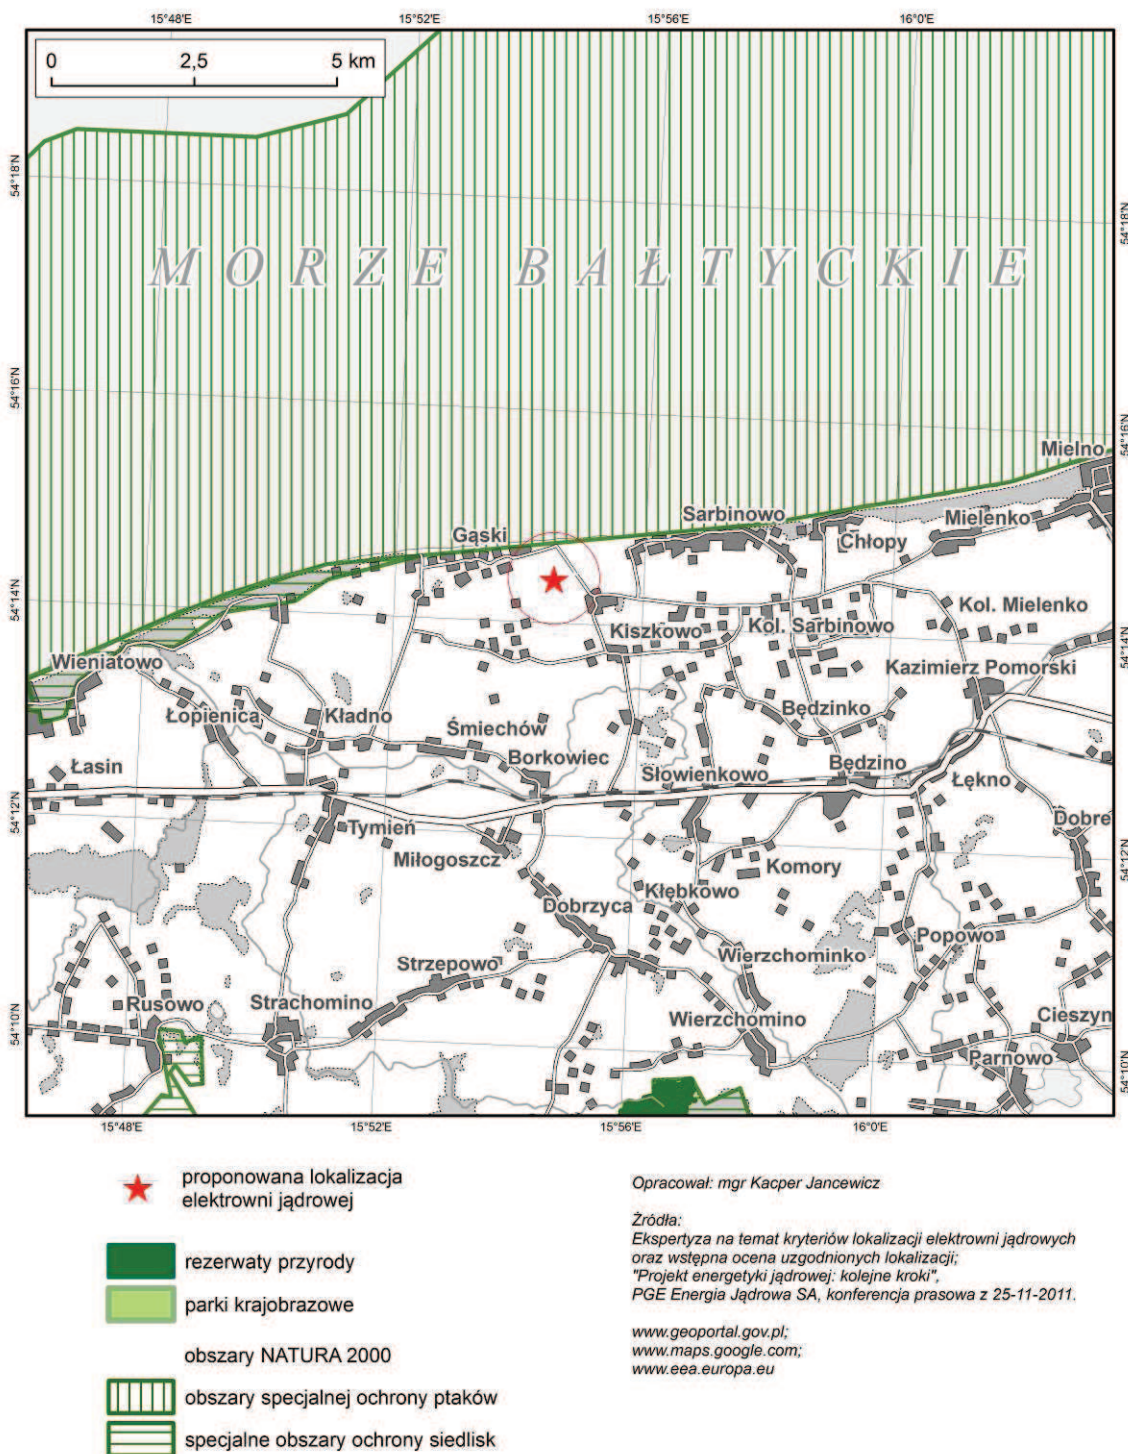 15°48'E 15°52'E 15°56'E 16°0'E
0 2,5 5 km
54°18'N
54°18'N
MORZE BAŁTYCKIE
54°16'N
54°16'N
Mielno
Sarbinowo
Mielenko
Gąski
Chłopy
54°14'N
Kol. Mielenko
Kiszkowo
Kol. Sarbinowo
54°14'N
Wieniatowo
Kazimierz Pomorski
Łopienica
Kładno
Będzinko
Śmiechów
Borkowiec
Łasin
Słowienkowo
Będzino
Łękno
54°12'N
Tymień
Dobre
Miłogoszcz
Komory
54°12'N
Kłębkowo
Dobrzyca
Popowo
Strzepowo
Wierzchominko
Rusowo
Strachomino
Wierzchomino
Cieszyn
54°10'N
Parnowo
54°10'N
15°48'E 15°52'E 15°56'E 16°0'E
proponowana lokalizacja
elektrowni jądrowej
rezerwaty przyrody
parki krajobrazowe
obszary NATURA 2000
obszary specjalnej ochrony ptaków
specjalne obszary ochrony siedlisk
Opracował: mgr Kacper Jancewicz
Źródła:
Ekspertyza na temat kryteriów lokalizacji elektrowni jądrowych
oraz wstępna ocena uzgodnionych lokalizacji;
"Projekt energetyki jądrowej: kolejne kroki",
PGE Energia Jądrowa SA, konferencja prasowa z 25-11-2011.
www.geoportal.gov.pl;
www.maps.google.com;
www.eea.europa.eu